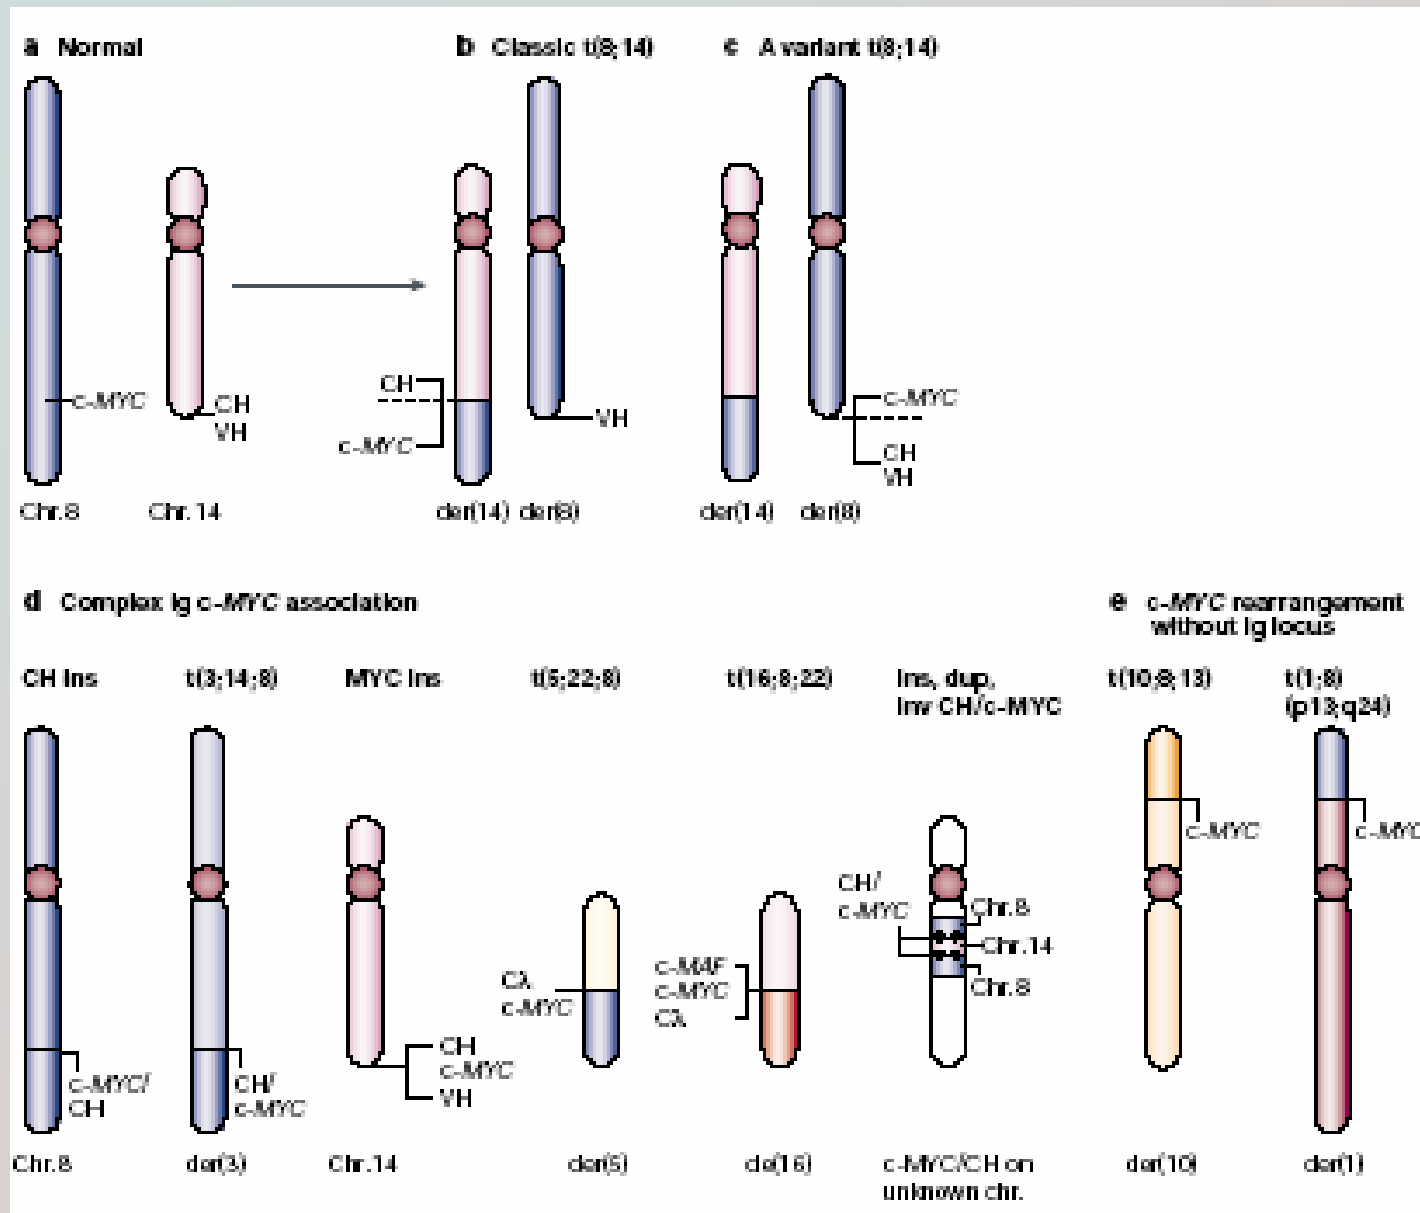 a Normal
b Classic t(8;14)
c A variant t(8;14)
c-MYC
CH
VH
CH
c-MYC
VH
c-MYC
CH
VH
Chr.8
Chr.14
der(14)
der(8)
der(14)
der(8)
d Complex Ig c-MYC association
e c-MYC rearrangement
without Ig locus
CH Ins
t(3;14;8)
MYC Ins
t(5;22;8)
t(16;8;22)
Ins, dup,
Inv CH/c-MYC
t(10;8;13)
t(1;8)
(p13;q24)
c-MYC/
CH
CH/
c-MYC
CH
c-MYC
VH
Cλ
c-MYC
c-MAF
c-MYC
Cλ
CH/
c-MYC
Chr.8
Chr.14
Chr.8
c-MYC
c-MYC
Chr.8
der(3)
Chr.14
der(5)
de(16)
c-MYC/CH on
unknown chr.
der(10)
der(1)